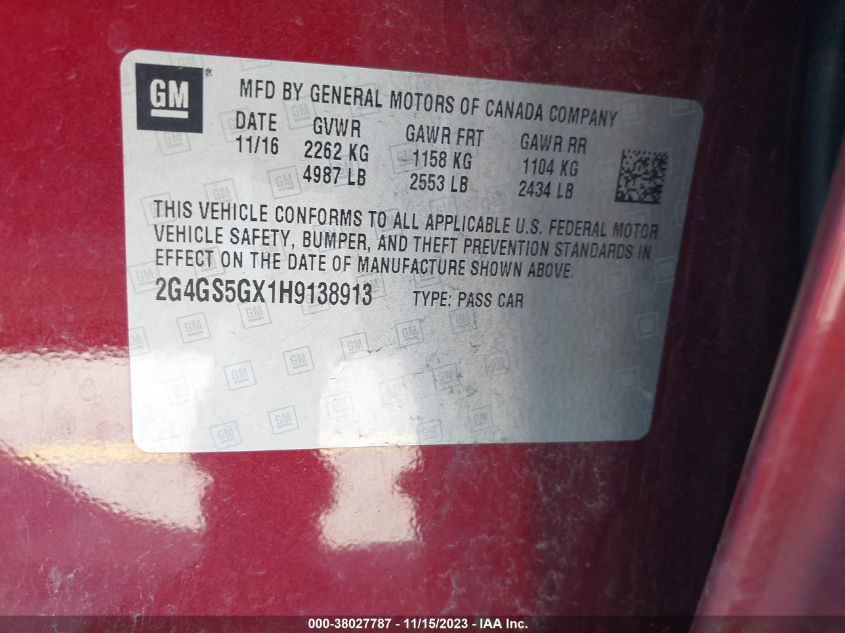 GM ®
MFD BY GENERAL MOTORS OF CANADA COMPANY
DATE GVWR GAWR FRT GAWR RR
11/16 2262 KG 1158 KG 1104 KG
4987 LB 2553 LB 2434 LB
THIS VEHICLE CONFORMS TO ALL APPLICABLE U.S. FEDERAL MOTOR
VEHICLE SAFETY, BUMPER, AND THEFT PREVENTION STANDARDS IN
EFFECT ON THE DATE OF MANUFACTURE SHOWN ABOVE.
2G4GS5GX1H9138913 TYPE: PASS CAR
000-38027787 - 11/15/2023 - IAA Inc.